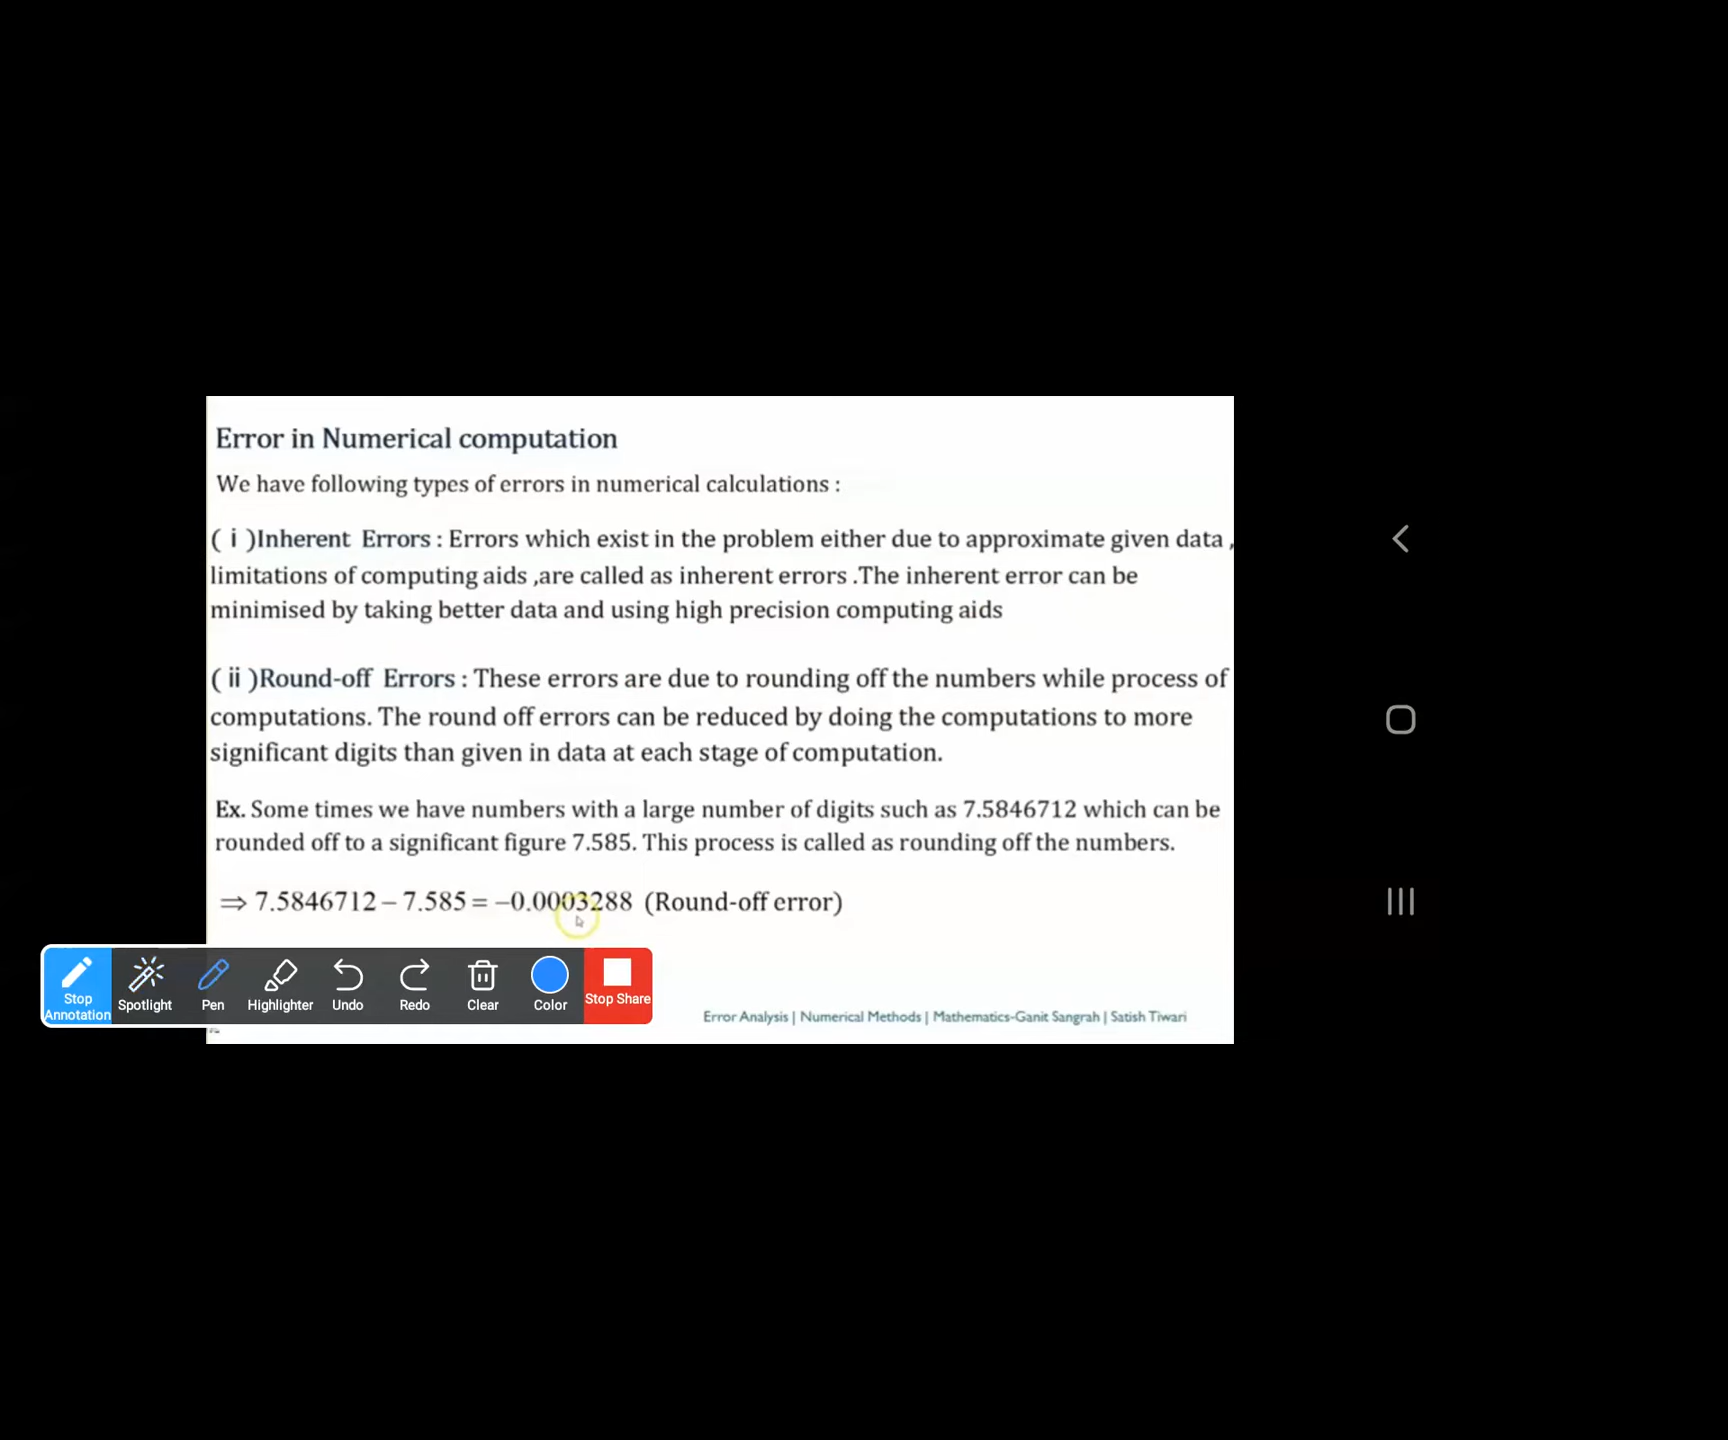 Error in Numerical computation
We have following types of errors in numerical calculations :
( i )Inherent Errors : Errors which exist in the problem either due to approximate given data ,
limitations of computing aids ,are called as inherent errors .The inherent error can be
minimised by taking better data and using high precision computing aids
( ii )Round-off Errors : These errors are due to rounding off the numbers while process of
computations. The round off errors can be reduced by doing the computations to more
significant digits than given in data at each stage of computation.
Ex. Some times we have numbers with a large number of digits such as 7.5846712 which can be
rounded off to a significant figure 7.585. This process is called as rounding off the numbers.
⇒ 7.5846712 − 7.585 = −0.0003288 (Round-off error)
Stop Annotation
Spotlight
Pen
Highlighter
Undo
Redo
Clear
Color
Stop Share
Error Analysis | Numerical Methods | Mathematics-Ganit Sangrah | Satish Tiwari